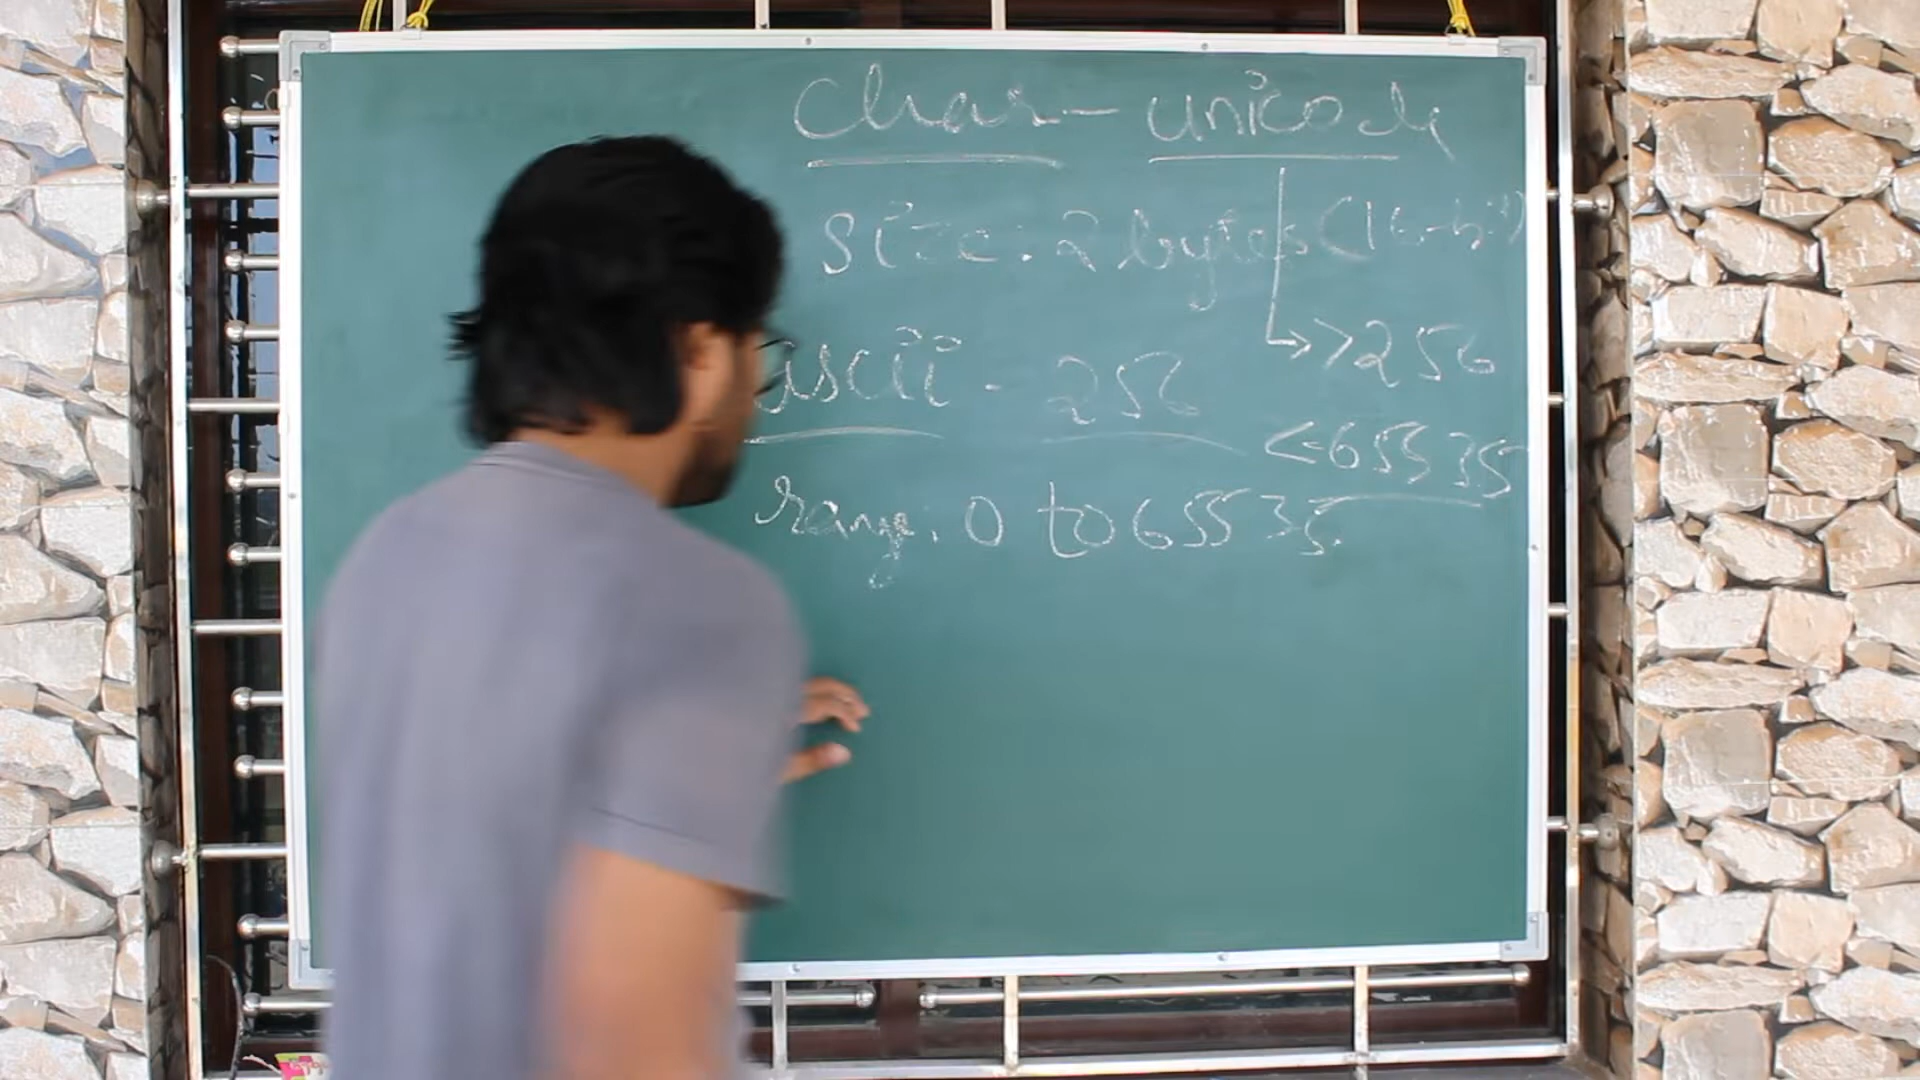 char - unicode
size: 2 bytes (16-bit)
>256
ascii - 256
<65535
range: 0 to 65535